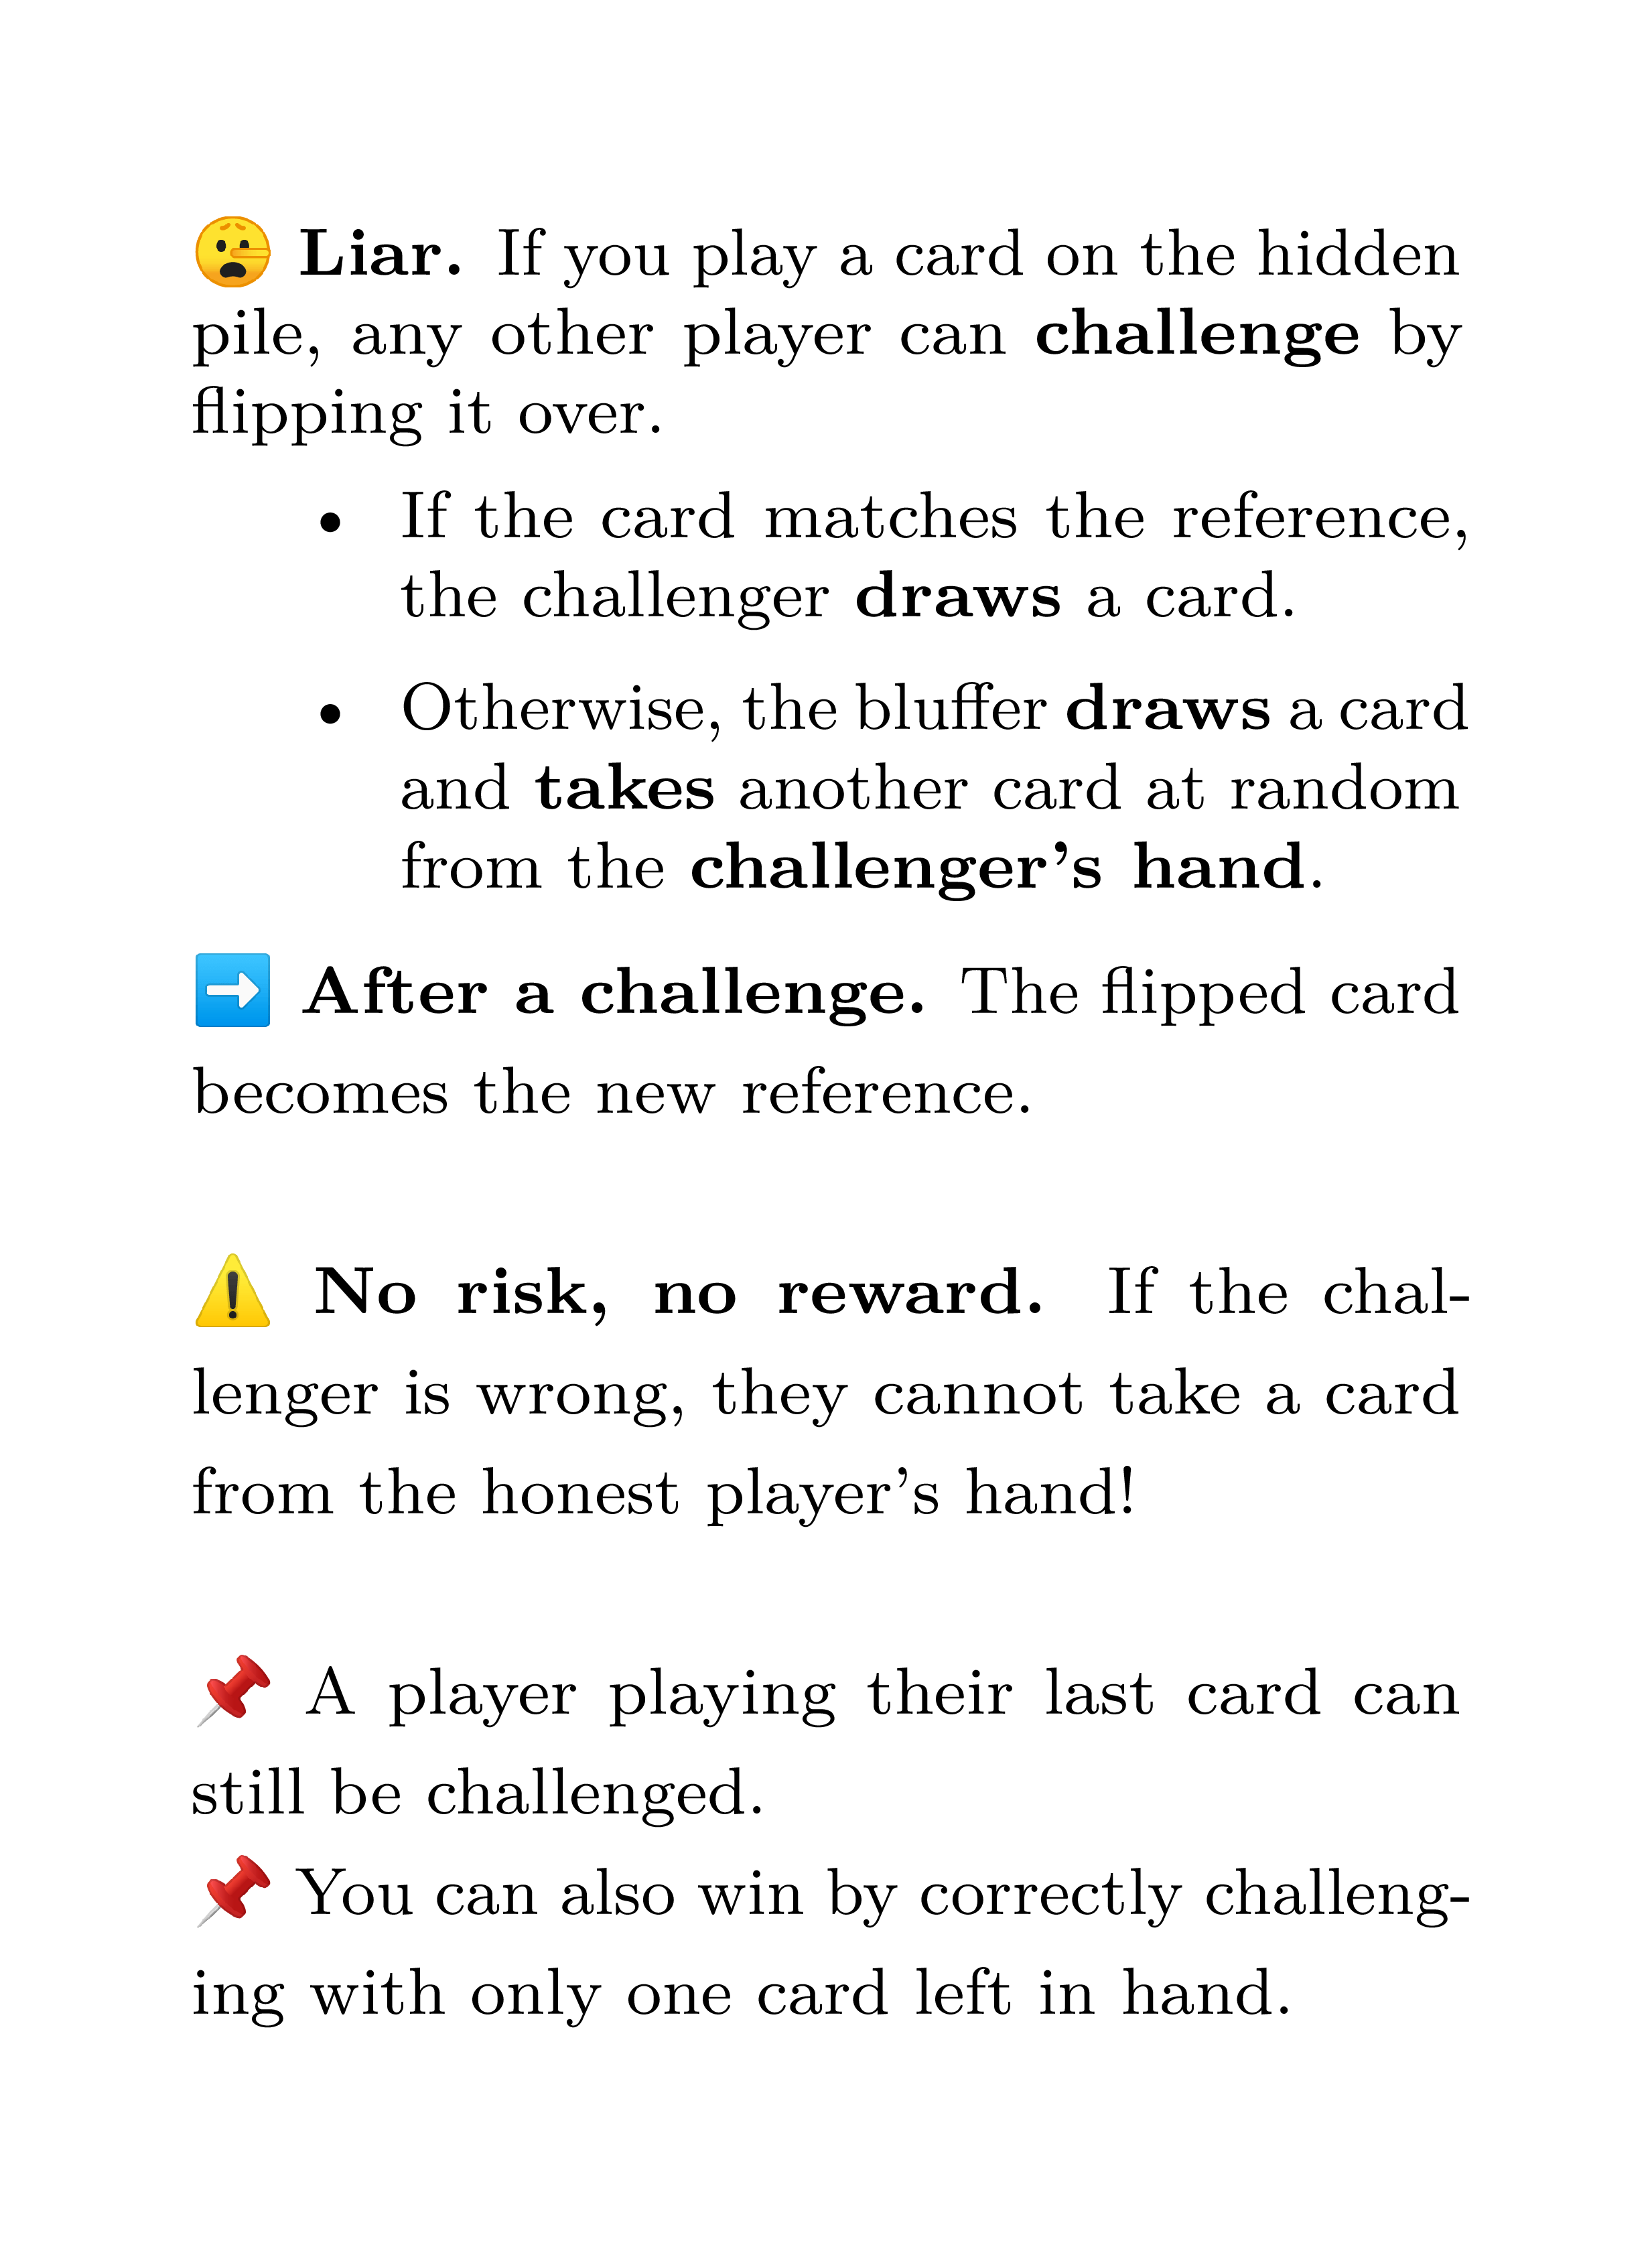 🤥 Liar. If you play a card on the hidden
pile, any other player can challenge by
flipping it over.
• If the card matches the reference,
the challenger draws a card.
• Otherwise, the bluffer draws a card
and takes another card at random
from the challenger's hand.
➡️ After a challenge. The flipped card
becomes the new reference.
⚠️ No risk, no reward. If the chal-
lenger is wrong, they cannot take a card
from the honest player's hand!
📌 A player playing their last card can
still be challenged.
📌 You can also win by correctly challeng-
ing with only one card left in hand.